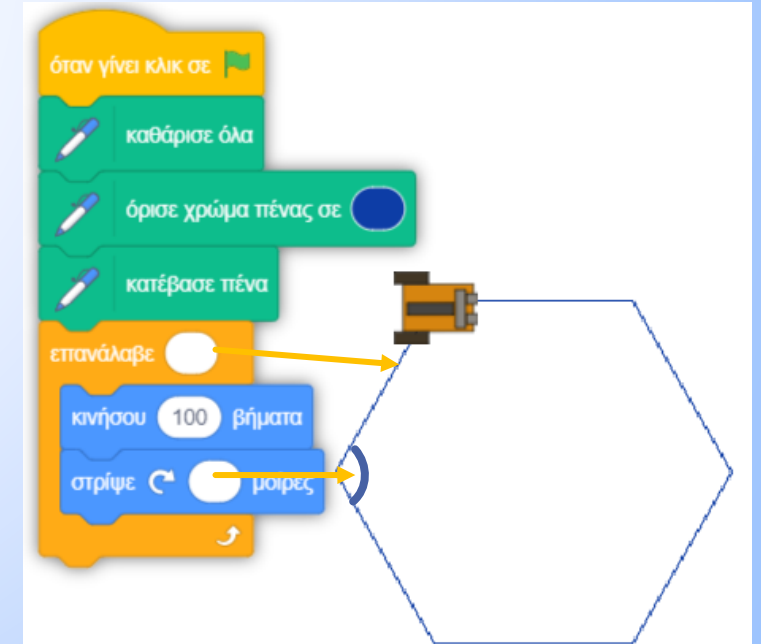 όταν γίνει κλικ σε
καθάρισε όλα
όρισε χρώμα πένας σε
κατέβασε πένα
επανάλαβε
κινήσου 100 βήματα
στρίψε μοίρες